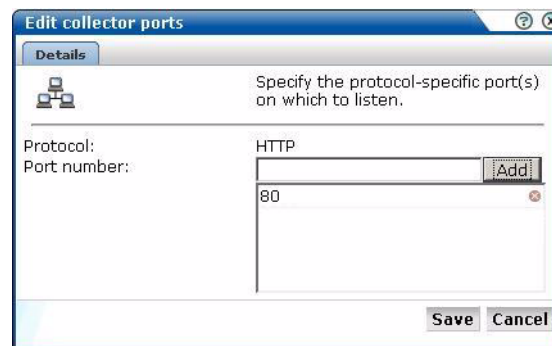 Edit collector ports
Details
Specify the protocol-specific port(s)
on which to listen.
Protocol: HTTP
Port number: Add
80
Save Cancel